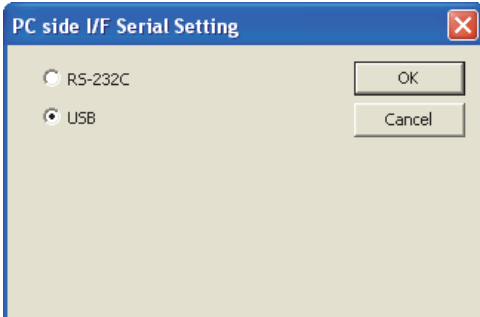 PC side I/F Serial Setting
RS-232C
OK
USB
Cancel